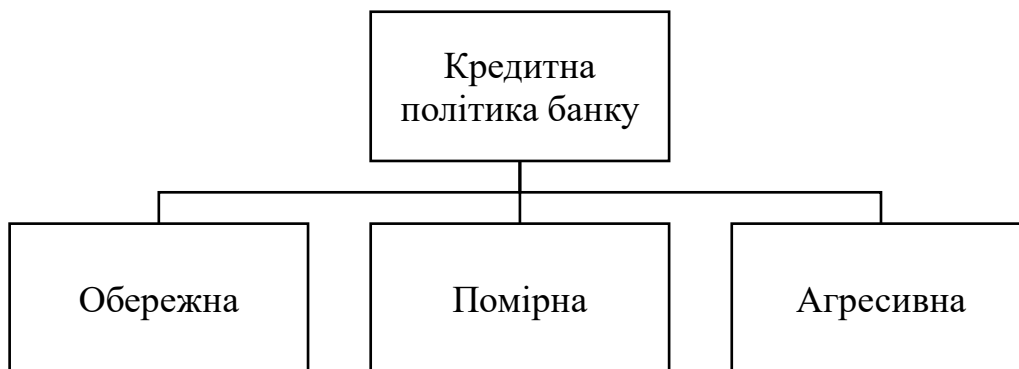 Кредитна
політика банку
Обережна
Помірна
Агресивна